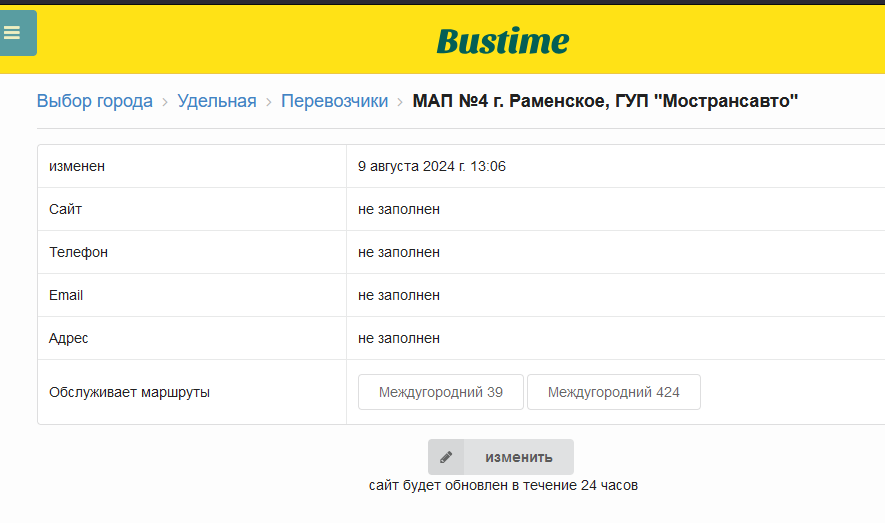 Bustime
Выбор города › Удельная › Перевозчики › МАП №4 г. Раменское, ГУП "Мострансавто"
изменен 9 августа 2024 г. 13:06
Сайт не заполнен
Телефон не заполнен
Email не заполнен
Адрес не заполнен
Обслуживает маршруты Междугородний 39 Междугородний 424
изменить
сайт будет обновлен в течение 24 часов